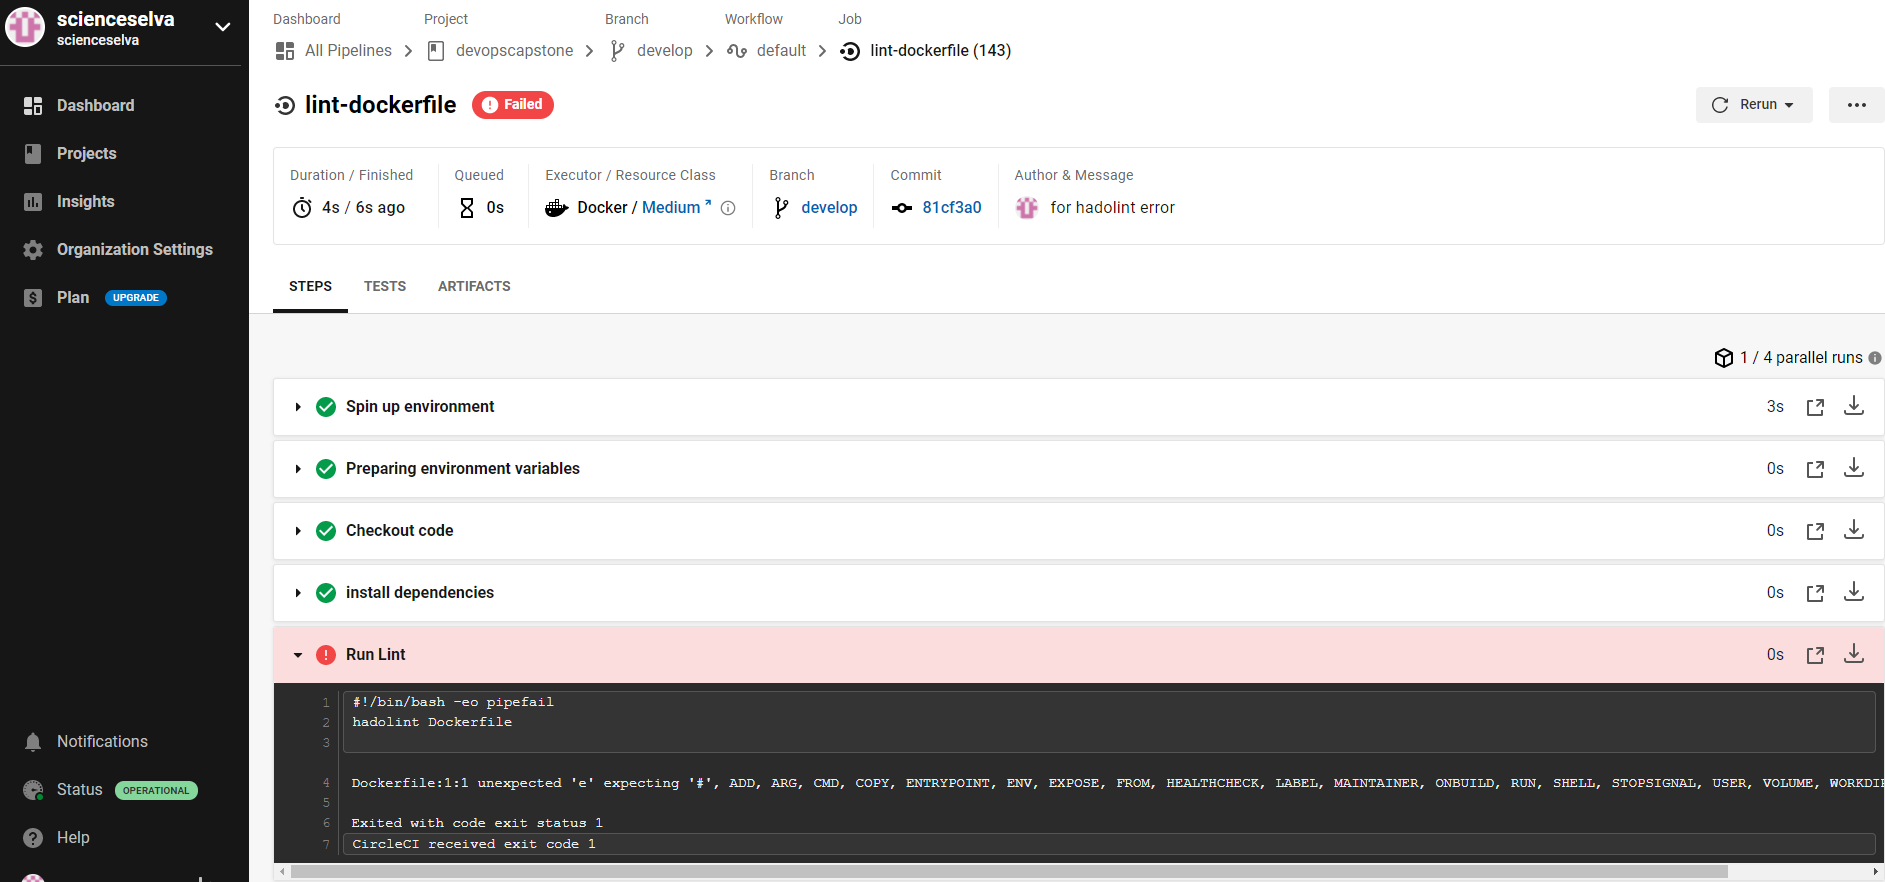 scienceselva
scienceselva
Dashboard
Projects
Insights
Organization Settings
Plan UPGRADE
Notifications
Status OPERATIONAL
Help
Dashboard Project Branch Workflow Job
All Pipelines devopscapstone develop default lint-dockerfile (143)
lint-dockerfile Failed
Rerun
Duration / Finished Queued Executor / Resource Class Branch Commit Author & Message
4s / 6s ago 0s Docker / Medium develop 81cf3a0 for hadolint error
STEPS TESTS ARTIFACTS
1 / 4 parallel runs
Spin up environment 3s
Preparing environment variables 0s
Checkout code 0s
install dependencies 0s
Run Lint 0s
1 #!/bin/bash -eo pipefail
2 hadolint Dockerfile
3
4 Dockerfile:1:1 unexpected 'e' expecting '#', ADD, ARG, CMD, COPY, ENTRYPOINT, ENV, EXPOSE, FROM, HEALTHCHECK, LABEL, MAINTAINER, ONBUILD, RUN, SHELL, STOPSIGNAL, USER, VOLUME,
5
6 Exited with code exit status 1
7 CircleCI received exit code 1